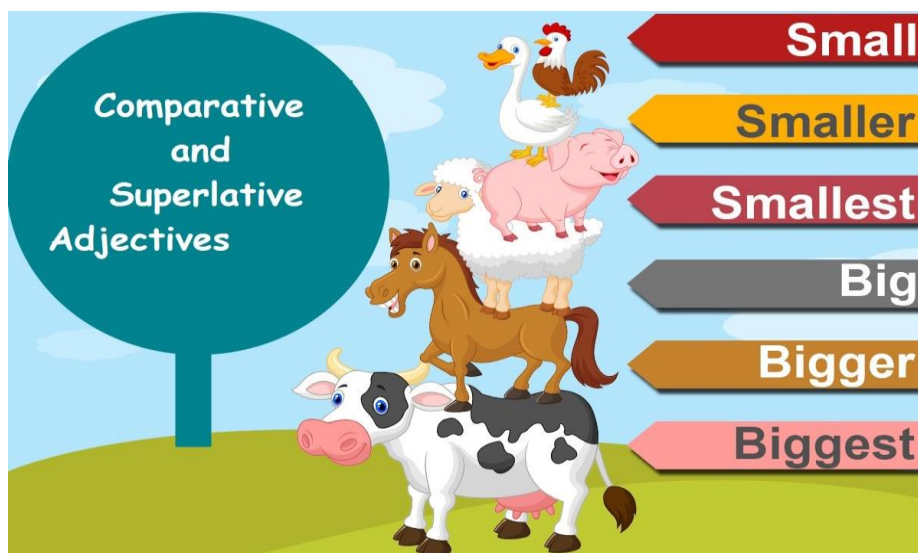 Comparative
and
Superlative
Adjectives
Small
Smaller
Smallest
Big
Bigger
Biggest